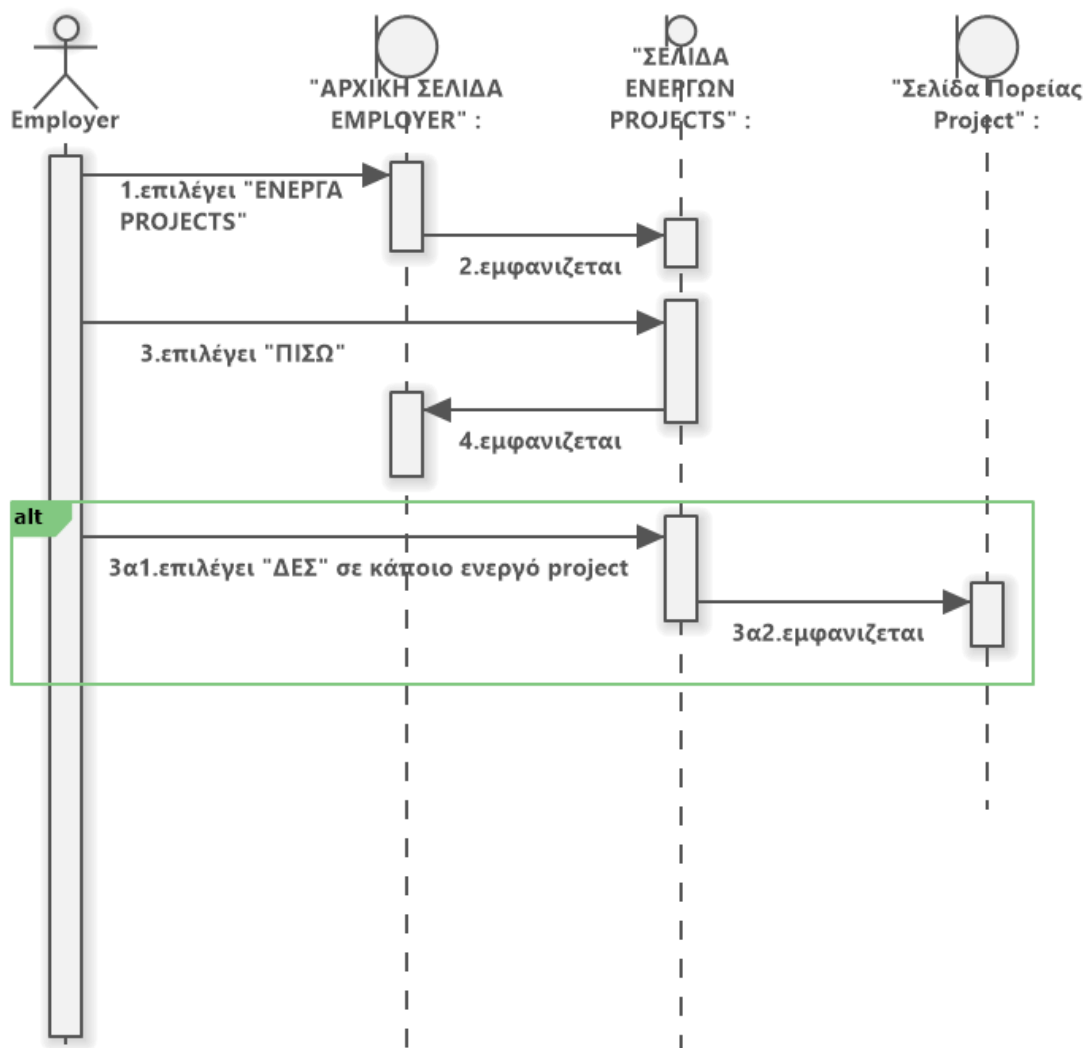 Employer
"ΑΡΧΙΚΗ ΣΕΛΙΔΑ
EMPLOYER" :
"ΣΕΛΙΔΑ
ΕΝΕΡΓΩΝ
PROJECTS" :
"Σελίδα Πορείας
Project" :
1.επιλέγει "ΕΝΕΡΓΑ
PROJECTS"
2.εμφανιζεται
3.επιλέγει "ΠΙΣΩ"
4.εμφανιζεται
alt
3α1.επιλέγει "ΔΕΣ" σε κάποιο ενεργό project
3α2.εμφανιζεται